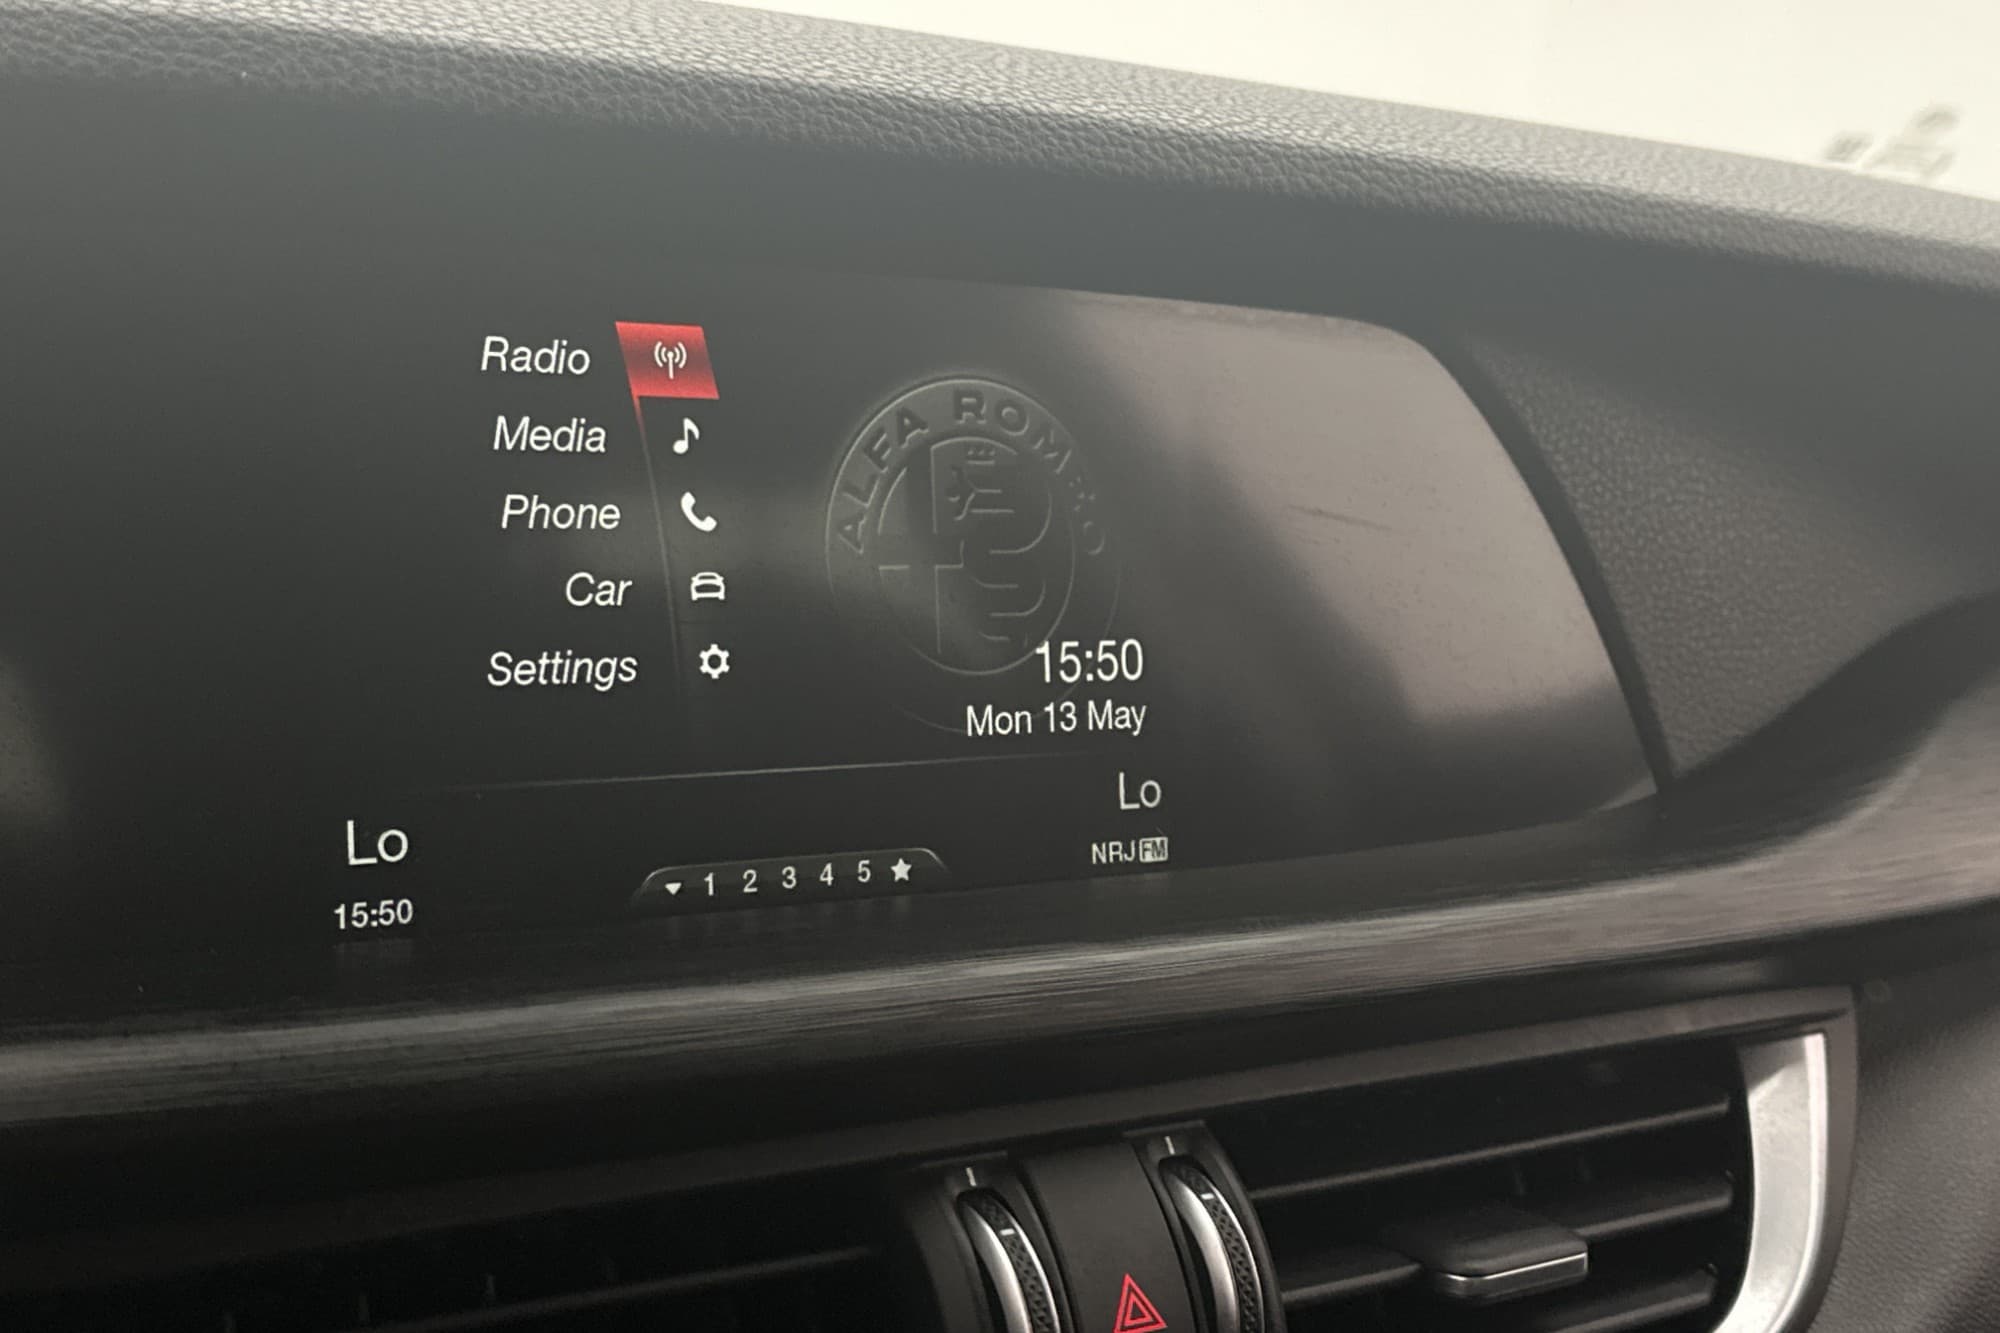 Radio
Media
Phone
Car
Settings
ALFA ROMEO
15:50
Mon 13 May
Lo
Lo
15:50
1 2 3 4 5
NRJ FM